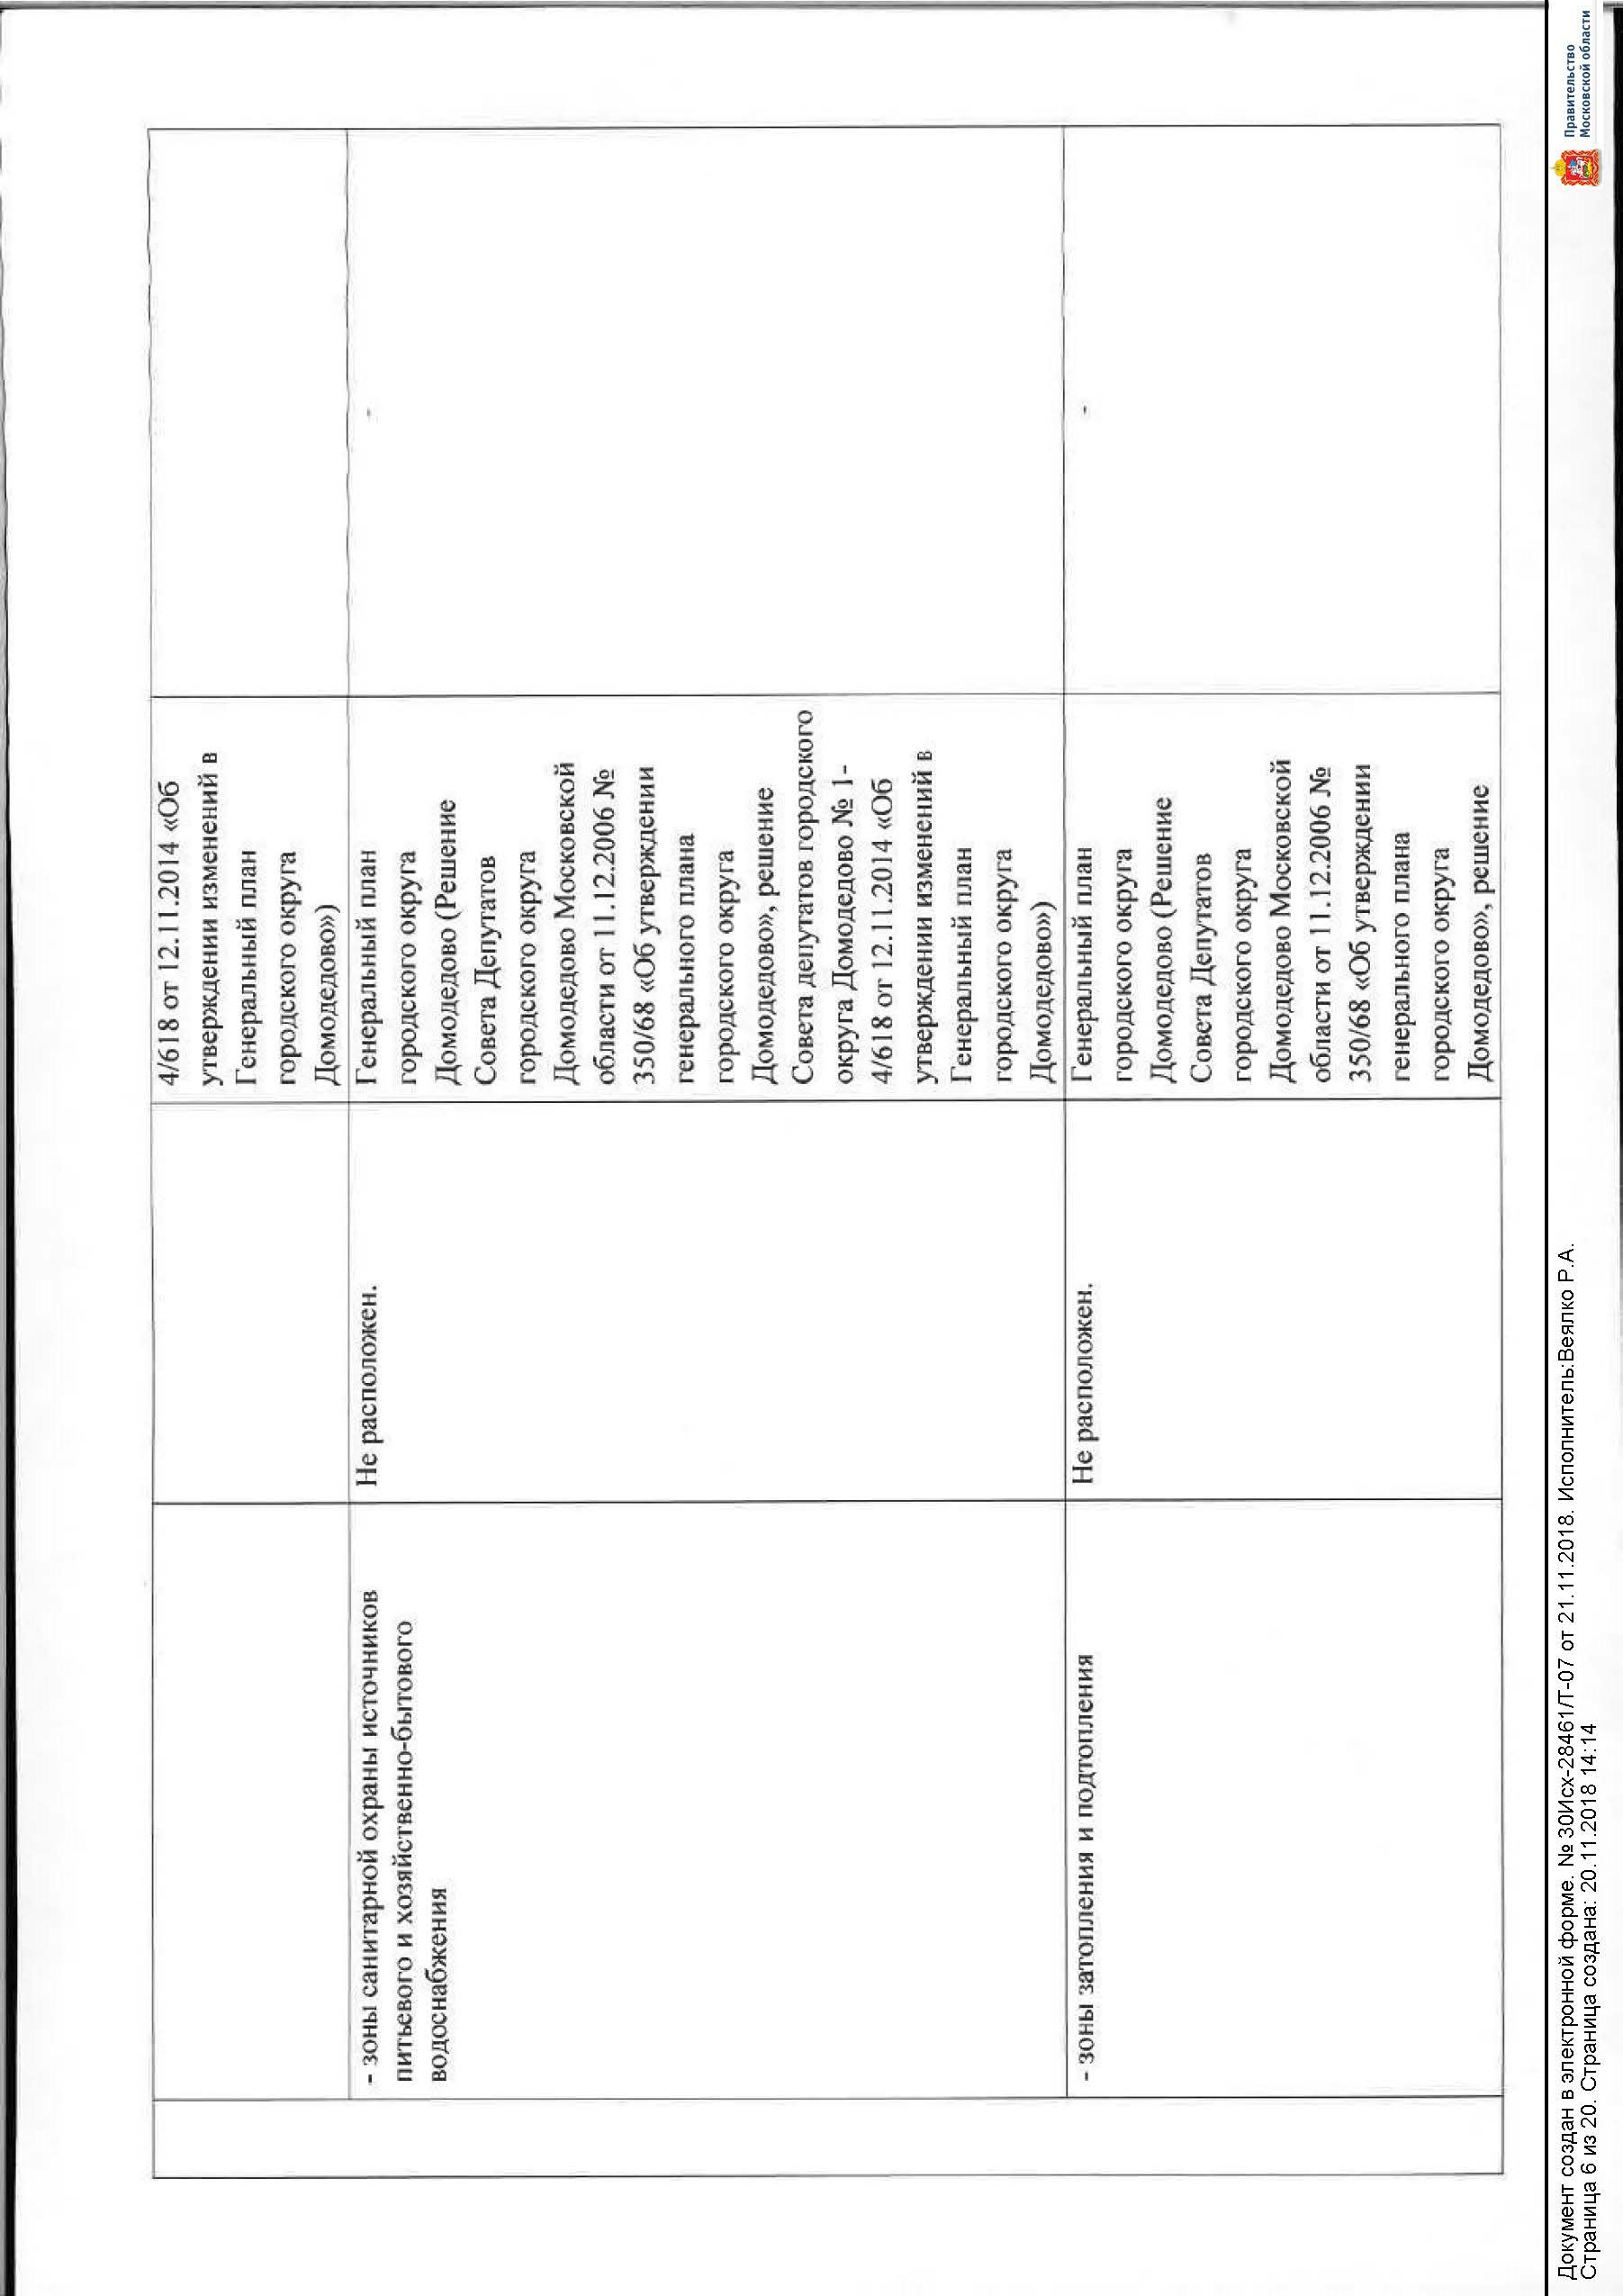 4/618 от 12.11.2014 «Об
утверждении изменений в
Генеральный план
городского округа
Домодедово»)
- зоны санитарной охраны источников
питьевого и хозяйственно-бытового
водоснабжения
Не расположен.
Генеральный план
городского округа
Домодедово (Решение
Совета Депутатов
городского округа
Домодедово Московской
области от 11.12.2006 №
350/68 «Об утверждении
генерального плана
городского округа
Домодедово», решение
Совета депутатов городского
округа Домодедово № 1-
4/618 от 12.11.2014 «Об
утверждении изменений в
Генеральный план
городского округа
Домодедово»)
-
- зоны затопления и подтопления
Не расположен.
Генеральный план
городского округа
Домодедово (Решение
Совета Депутатов
городского округа
Домодедово Московской
области от 11.12.2006 №
350/68 «Об утверждении
генерального плана
городского округа
Домодедово», решение
-
Документ создан в электронной форме. № 30Исх-28461/Т-07 от 21.11.2018. Исполнитель:Веялко Р.А.
Страница 6 из 20. Страница создана: 20.11.2018 14:14
Правительство
Московской области